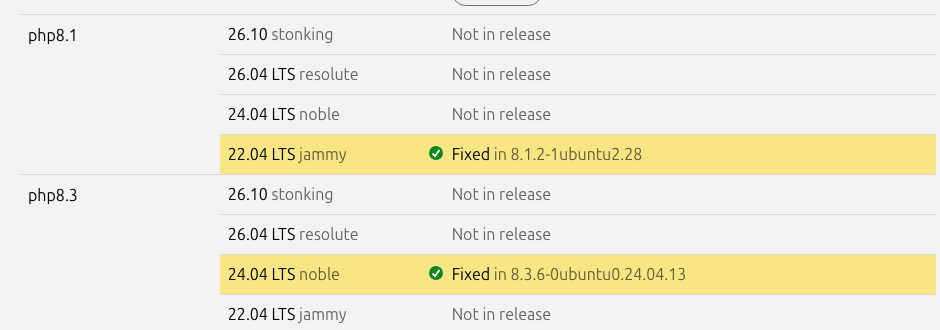 php8.1 26.10 stonking Not in release
26.04 LTS resolute Not in release
24.04 LTS noble Not in release
22.04 LTS jammy Fixed in 8.1.2-1ubuntu2.28
php8.3 26.10 stonking Not in release
26.04 LTS resolute Not in release
24.04 LTS noble Fixed in 8.3.6-0ubuntu0.24.04.13
22.04 LTS jammy Not in release